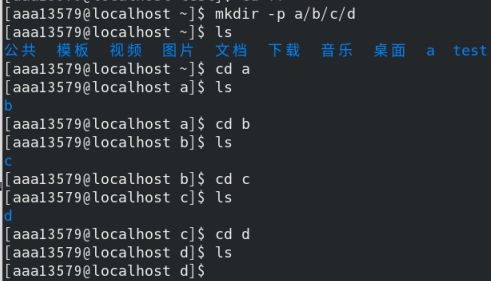 [aaa13579@localhost ~]$ mkdir -p a/b/c/d
[aaa13579@localhost ~]$ ls
公共 模板 视频 图片 文档 下载 音乐 桌面 a test
[aaa13579@localhost ~]$ cd a
[aaa13579@localhost a]$ ls
b
[aaa13579@localhost a]$ cd b
[aaa13579@localhost b]$ ls
c
[aaa13579@localhost b]$ cd c
[aaa13579@localhost c]$ ls
d
[aaa13579@localhost c]$ cd d
[aaa13579@localhost d]$ ls
[aaa13579@localhost d]$